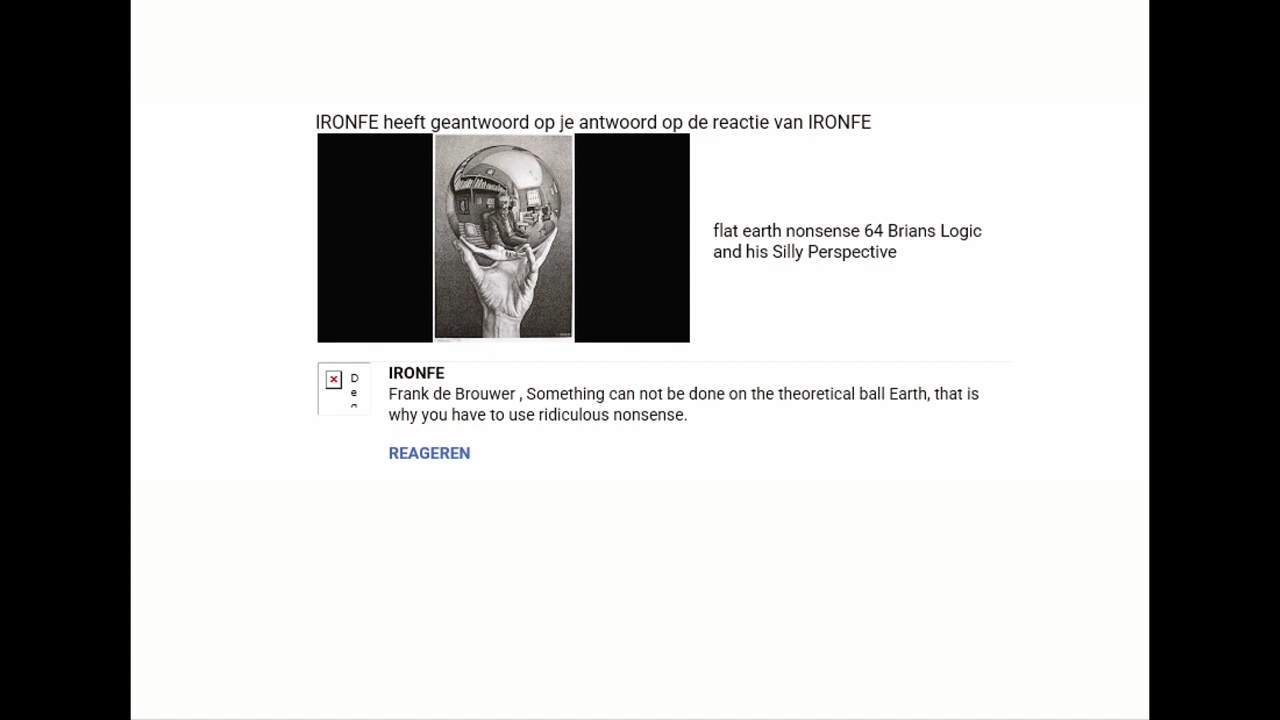 IRONFE heeft geantwoord op je antwoord op de reactie van IRONFE
flat earth nonsense 64 Brians Logic
and his Silly Perspective
D
e
IRONFE
Frank de Brouwer , Something can not be done on the theoretical ball Earth, that is
why you have to use ridiculous nonsense.
REAGEREN